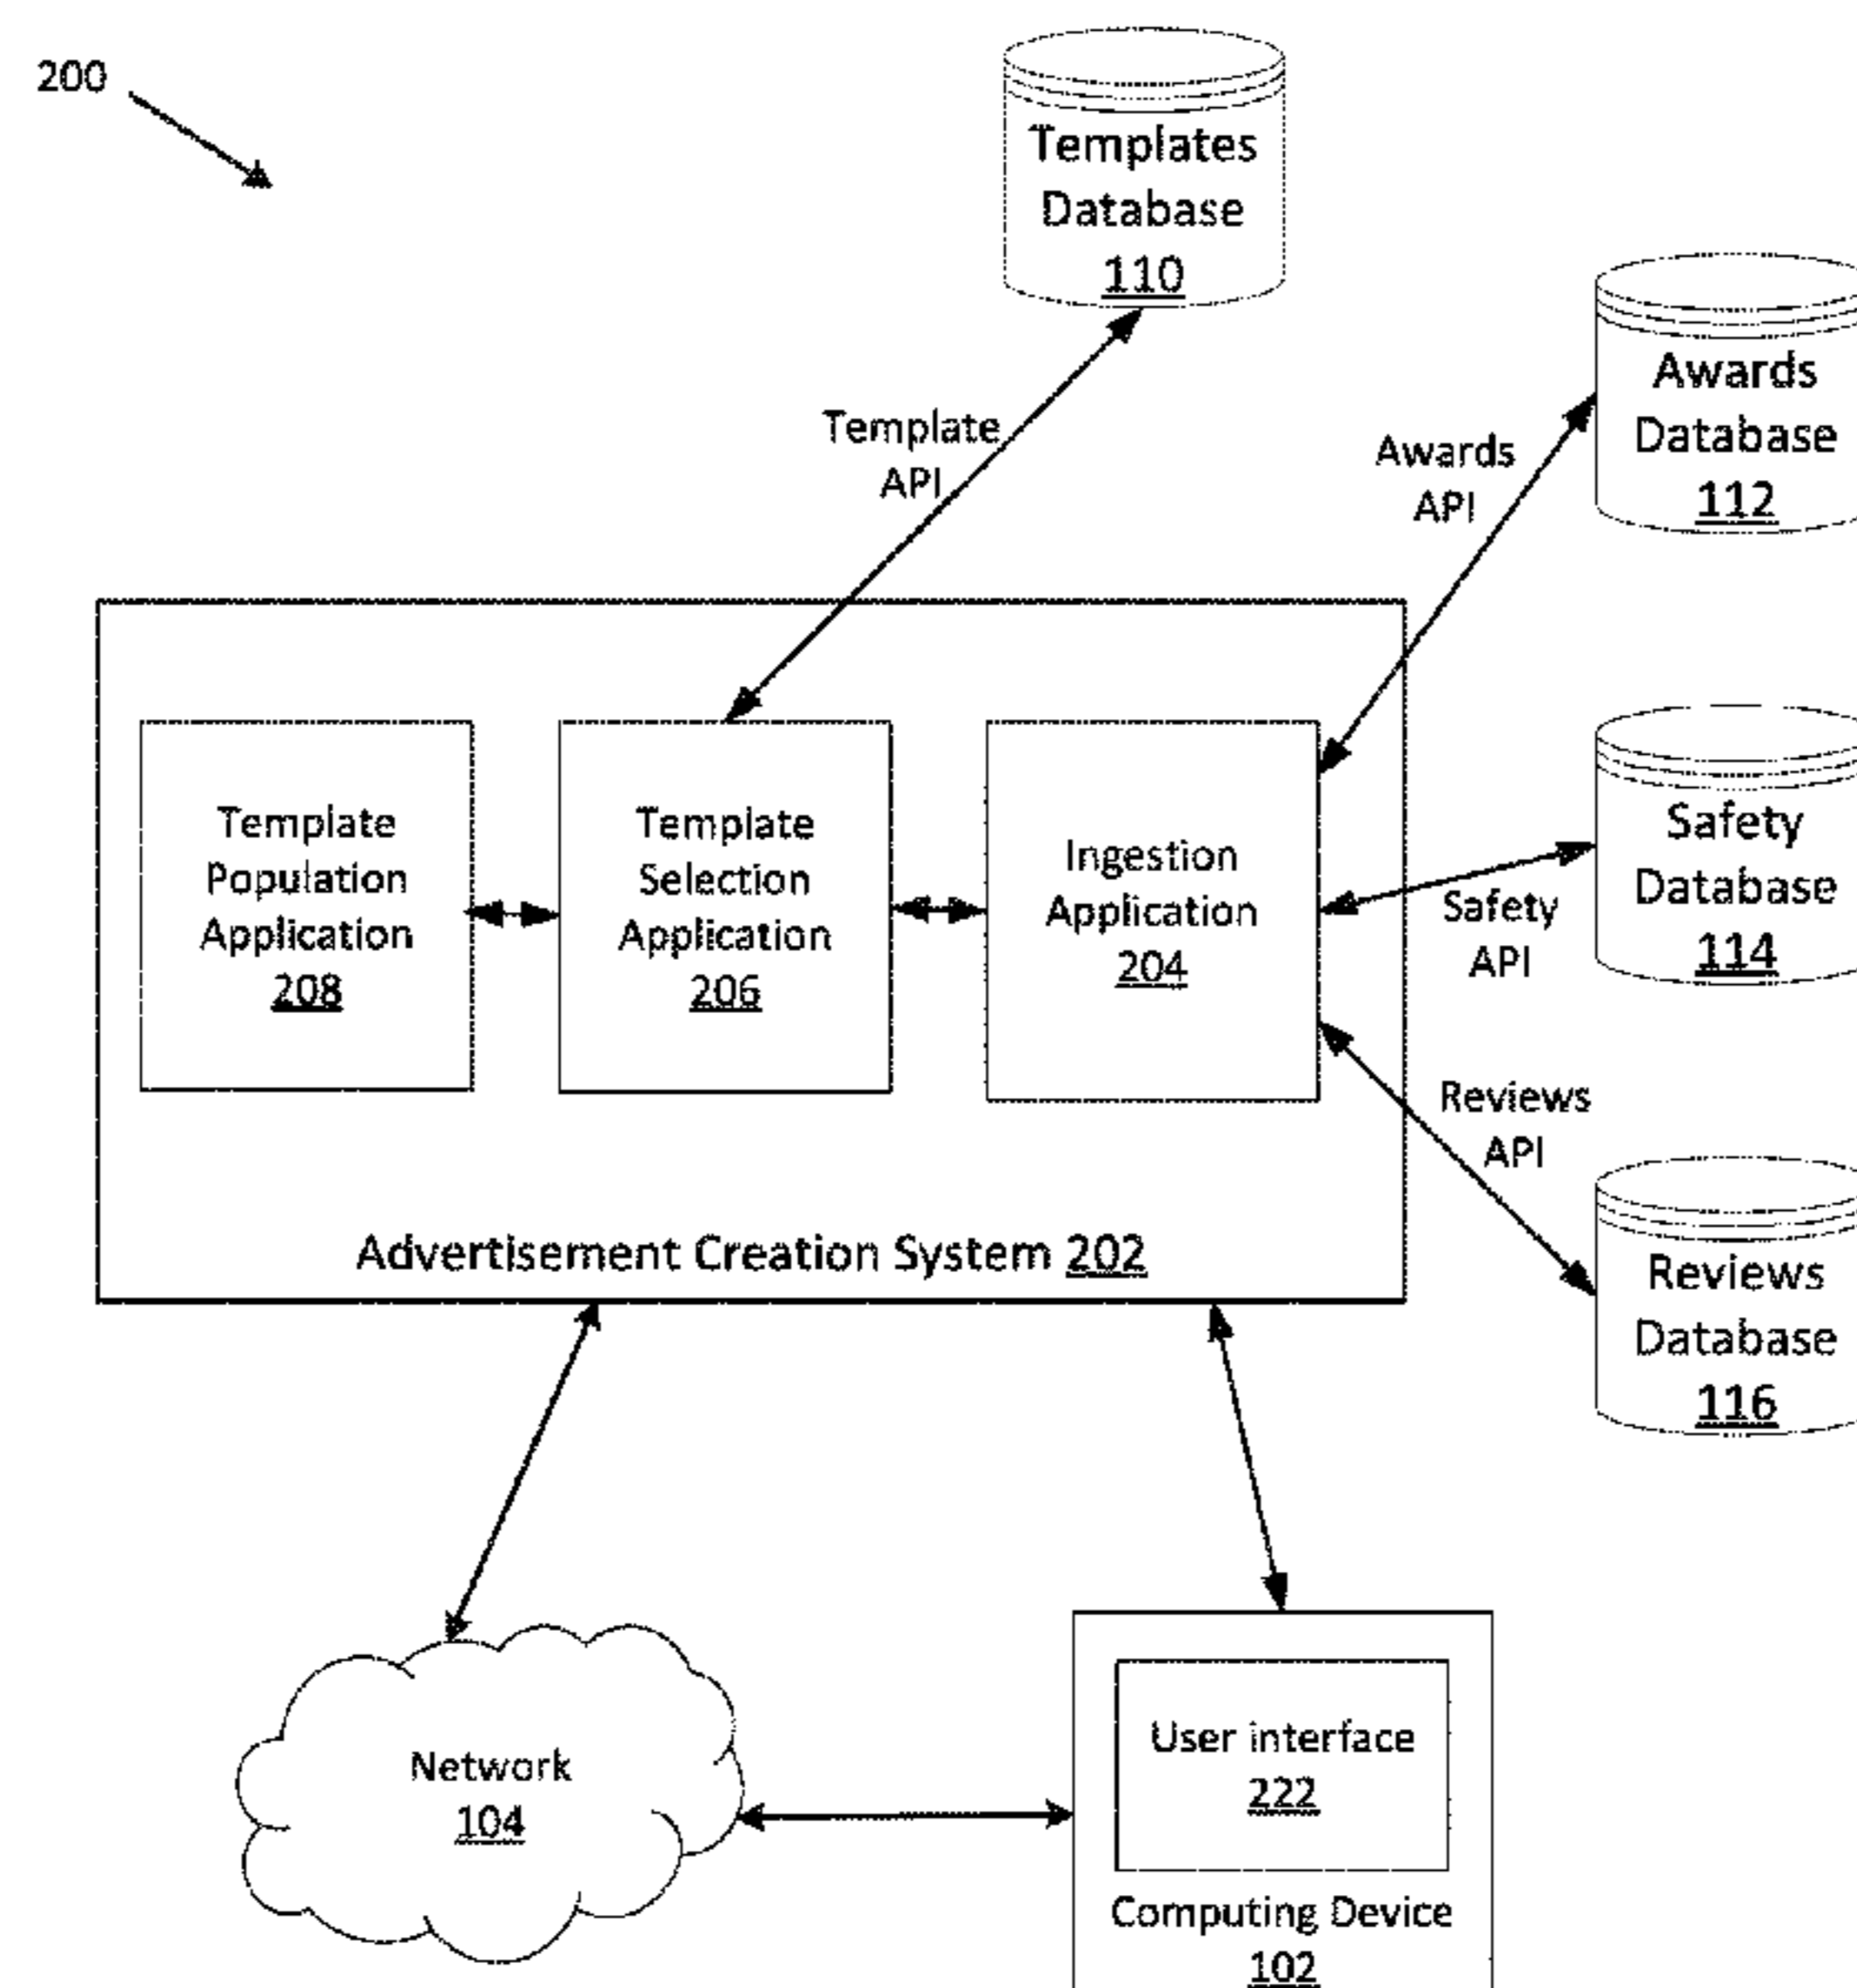 200
Templates
Database
110
Awards
Database
112
Template
API
Awards
API
Template
Population
Application
208
Template
Selection
Application
206
Ingestion
Application
204
Safety
Database
114
Safety
API
Reviews
API
Advertisement Creation System 202
Reviews
Database
116
Network
104
User interface
222
Computing Device
102